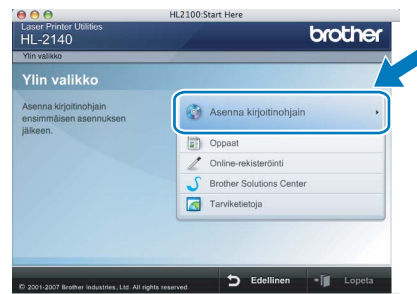 HL2100:Start Here
Laser Printer Utilities
HL-2140
brother
Ylin valikko
Ylin valikko
Asenna kirjoitinohjain
ensimmäisen asennuksen
jälkeen.
Asenna kirjoitinohjain
Oppaat
Online-rekisteröinti
Brother Solutions Center
Tarviketietoja
© 2001-2007 Brother Industries, Ltd. All rights reserved.
Edellinen
Lopeta